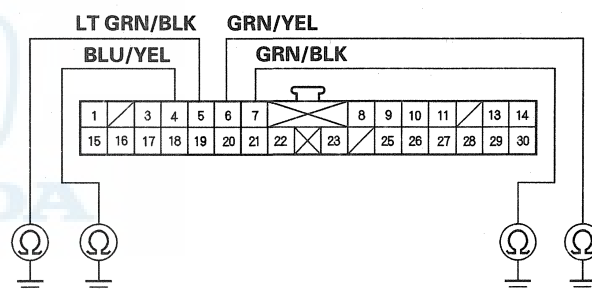 LT GRN/BLK GRN/YEL
BLU/YEL GRN/BLK
1 3 4 5 6 7 8 9 10 11 13 14
15 16 17 18 19 20 21 22 23 25 26 27 28 29 30
Ω Ω Ω Ω